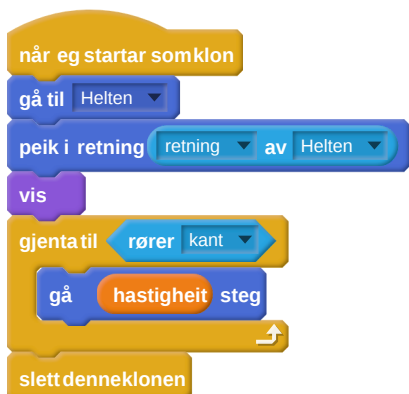 når eg startar som klon
gå til Helten
peik i retning retning av Helten
vis
gjenta til rører kant
gå hastigheit steg
slett denne klonen